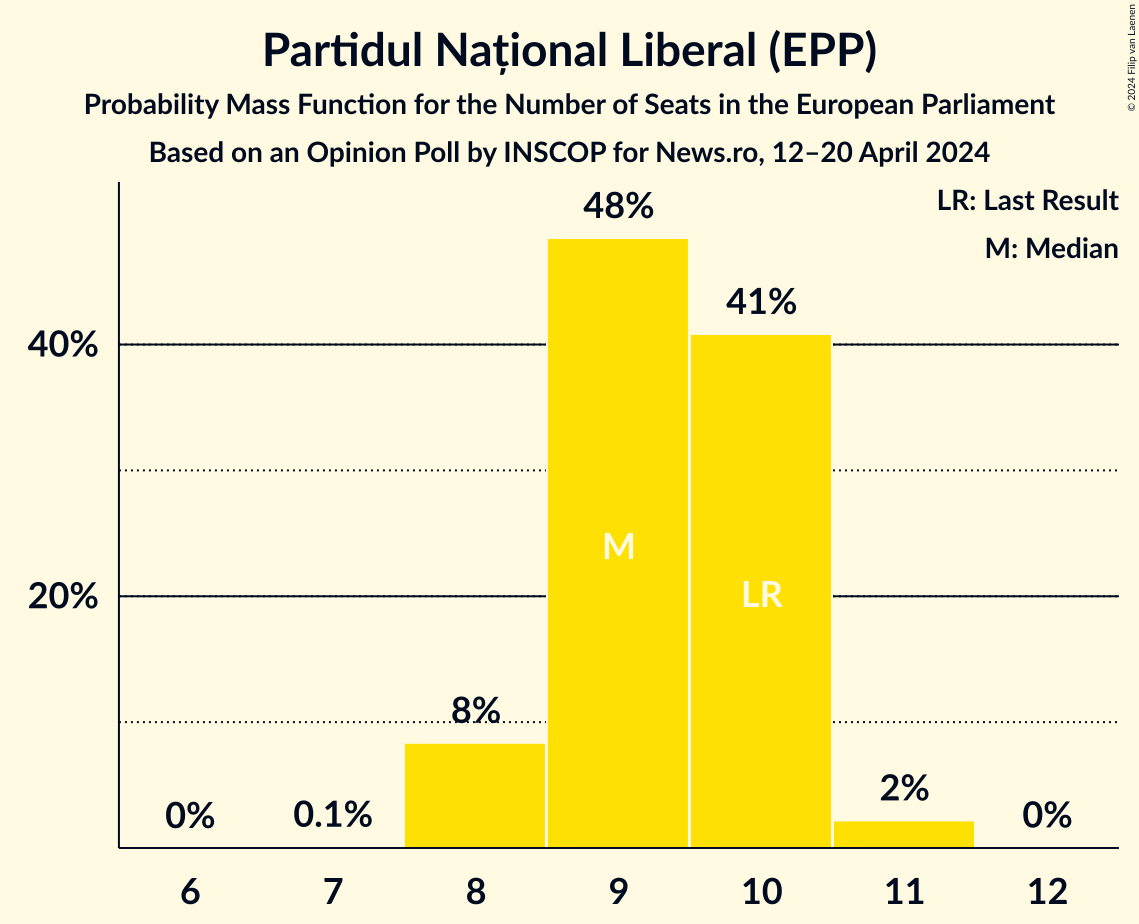 Partidul Național Liberal (EPP)
Probability Mass Function for the Number of Seats in the European Parliament
Based on an Opinion Poll by INSCOP for News.ro, 12–20 April 2024
© 2024 Filip van Laenen
LR: Last Result
M: Median
48%
41%
40%
M
LR
20%
8%
2%
0%
0.1%
0%
6 7 8 9 10 11 12